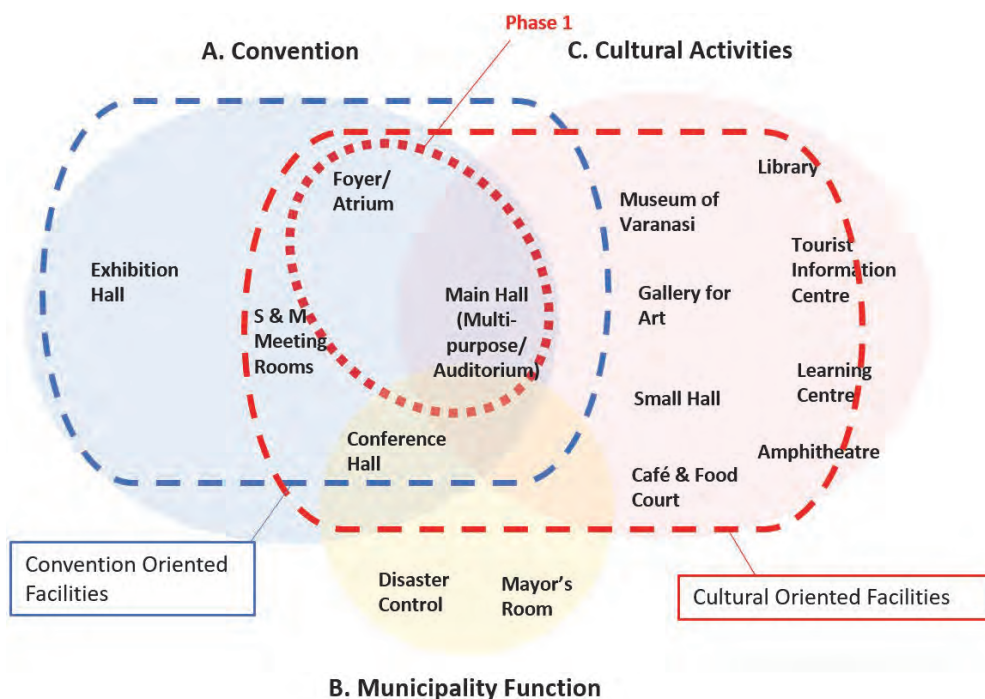 Phase 1
A. Convention
C. Cultural Activities
Foyer/
Atrium
Library
Museum of
Varanasi
Exhibition
Hall
Tourist
Information
Centre
S & M
Meeting
Rooms
Main Hall
(Multi-
purpose/
Auditorium)
Gallery for
Art
Learning
Centre
Small Hall
Conference
Hall
Amphitheatre
Café & Food
Court
Convention Oriented
Facilities
Disaster
Control
Mayor's
Room
Cultural Oriented Facilities
B. Municipality Function